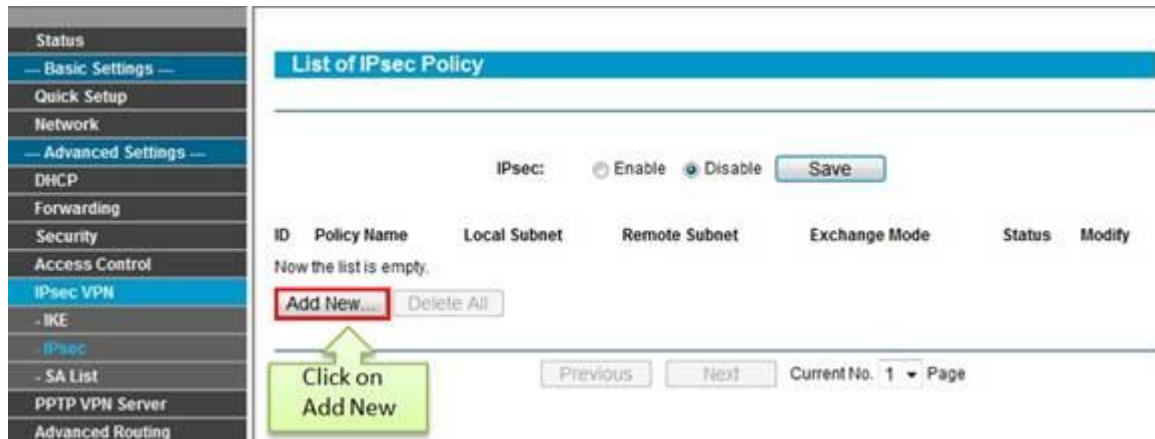 Status
— Basic Settings —
Quick Setup
Network
— Advanced Settings —
DHCP
Forwarding
Security
Access Control
IPsec VPN
- IKE
- IPsec
- SA List
PPTP VPN Server
Advanced Routing
List of IPsec Policy
IPsec: Enable Disable Save
ID Policy Name Local Subnet Remote Subnet Exchange Mode Status Modify
Now the list is empty.
Add New... Delete All
Previous Next Current No. 1 Page
Click on
Add New